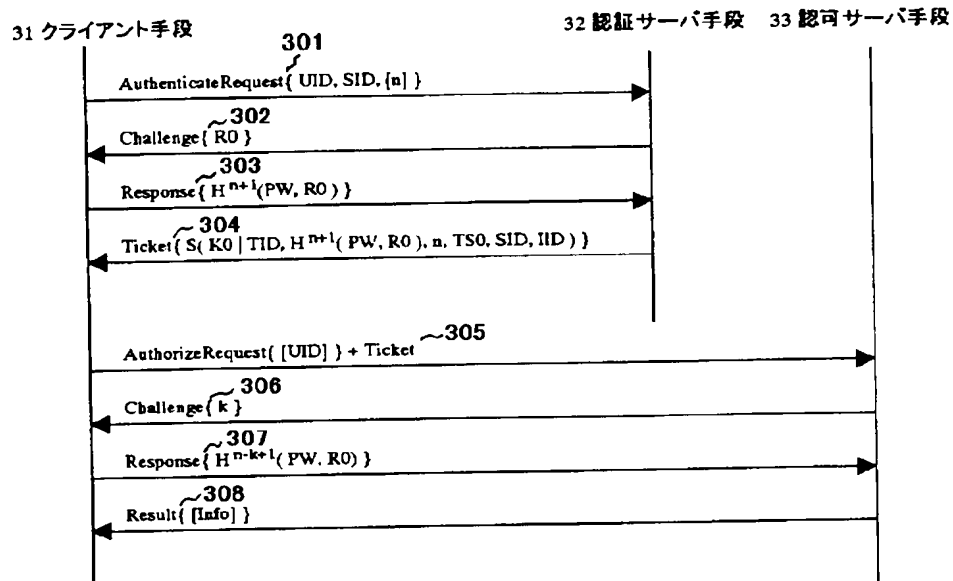 31 クライアント手段
32 認証サーバ手段
33 認可サーバ手段
301
AuthenticateRequest{ UID, SID, [n] }
302
Challenge{ R0 }
303
Response{ H^n+1(PW, R0 ) }
304
Ticket{ S( K0 | TID, H^n+1( PW, R0 ), n, TS0, SID, IID ) }
305
AuthorizeRequest{ [UID] } + Ticket
306
Challenge{ k }
307
Response{ H^n-k+1( PW, R0) }
308
Result{ [Info] }